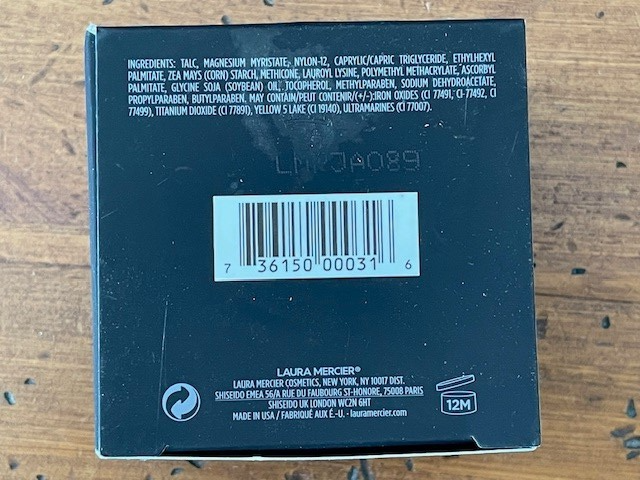 INGREDIENTS: TALC, MAGNESIUM MYRISTATE, NYLON-12, CAPRYLIC/CAPRIC TRIGLYCERIDE, ETHYLHEXYL
PALMITATE, ZEA MAYS (CORN) STARCH, METHICONE, LAUROYL LYSINE, POLYMETHYL METHACRYLATE, ASCORBYL
PALMITATE, GLYCINE SOJA (SOYBEAN) OIL, TOCOPHEROL, METHYLPARABEN, SODIUM DEHYDROACETATE,
PROPYLPARABEN, BUTYLPARABEN. MAY CONTAIN/PEUT CONTENIR/(+/-):IRON OXIDES (CI 77491, CI-77492, CI
77499), TITANIUM DIOXIDE (CI 77891), YELLOW 5 LAKE (CI 19140), ULTRAMARINES (CI 77007).
JA089
7 36150 00031 6
LAURA MERCIER®
LAURA MERCIER COSMETICS, NEW YORK, NY 10017 DIST.
SHISEIDO EMEA 56/A RUE DU FAUBOURG ST-HONORE, 75008 PARIS
SHISEIDO UK LONDON WC2N 6HT
MADE IN USA / FABRIQUÉ AUX É.-U. - lauramercier.com
12M